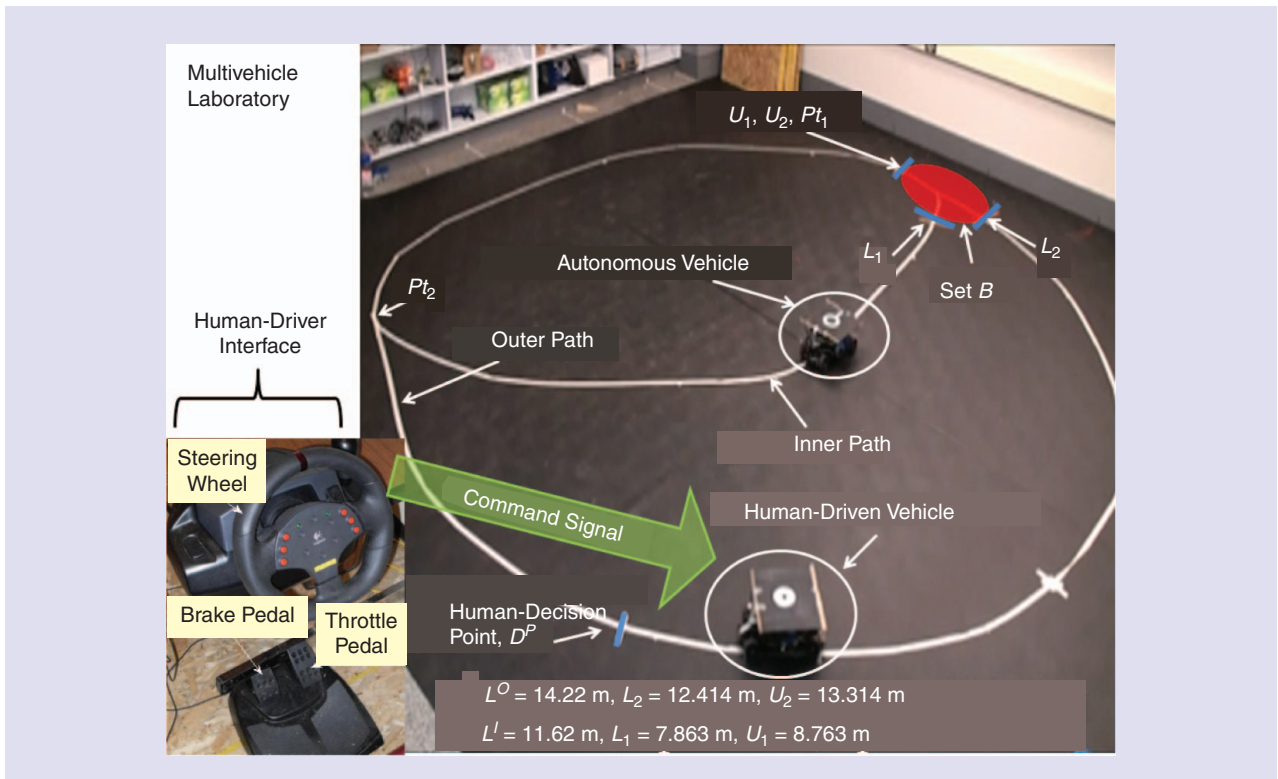 Multivehicle
Laboratory
U₁, U₂, Pt₁
L₁
L₂
Set B
Autonomous Vehicle
Pt₂
Human-Driver
Interface
Outer Path
Inner Path
Steering
Wheel
Command Signal
Human-Driven Vehicle
Brake Pedal
Throttle
Pedal
Human-Decision
Point, Dᴾ
Lᴼ = 14.22 m, L₂ = 12.414 m, U₂ = 13.314 m
Lᴵ = 11.62 m, L₁ = 7.863 m, U₁ = 8.763 m